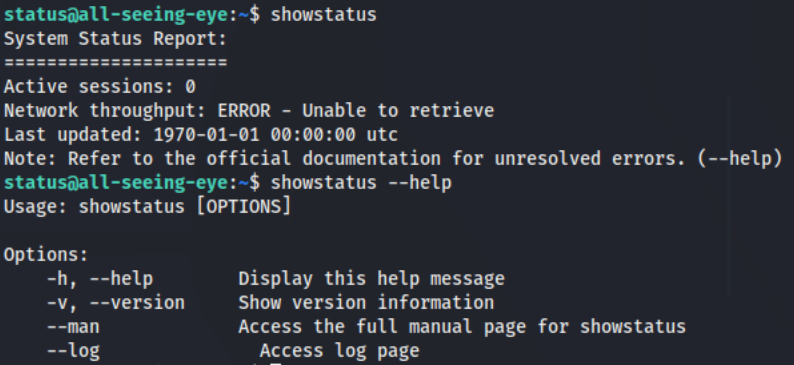 status@all-seeing-eye:~$ showstatus
System Status Report:
=====================
Active sessions: 0
Network throughput: ERROR - Unable to retrieve
Last updated: 1970-01-01 00:00:00 utc
Note: Refer to the official documentation for unresolved errors. (--help)
status@all-seeing-eye:~$ showstatus --help
Usage: showstatus [OPTIONS]

Options:
    -h, --help        Display this help message
    -v, --version     Show version information
    --man             Access the full manual page for showstatus
    --log               Access log page